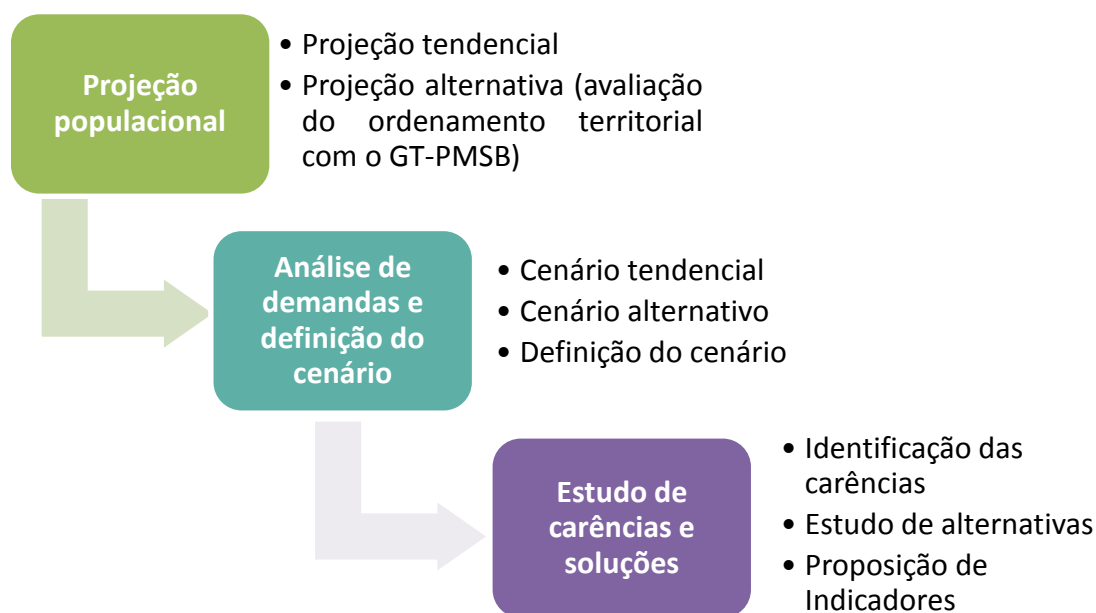 Projeção
populacional
• Projeção tendencial
• Projeção alternativa (avaliação
do ordenamento territorial
com o GT-PMSB)
Análise de
demandas e
definição do
cenário
• Cenário tendencial
• Cenário alternativo
• Definição do cenário
Estudo de
carências e
soluções
• Identificação das
carências
• Estudo de alternativas
• Proposição de
Indicadores